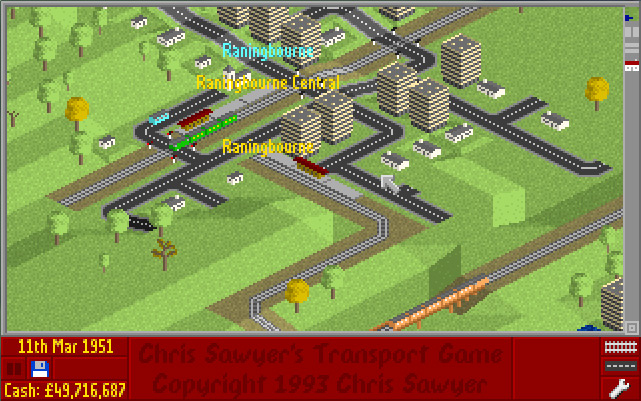 Raningbourne
Raningbourne Central
Raningbourne
11th Mar 1951
Chris Sawyer's Transport Game
Copyright 1993 Chris Sawyer
Cash: £49,716,687